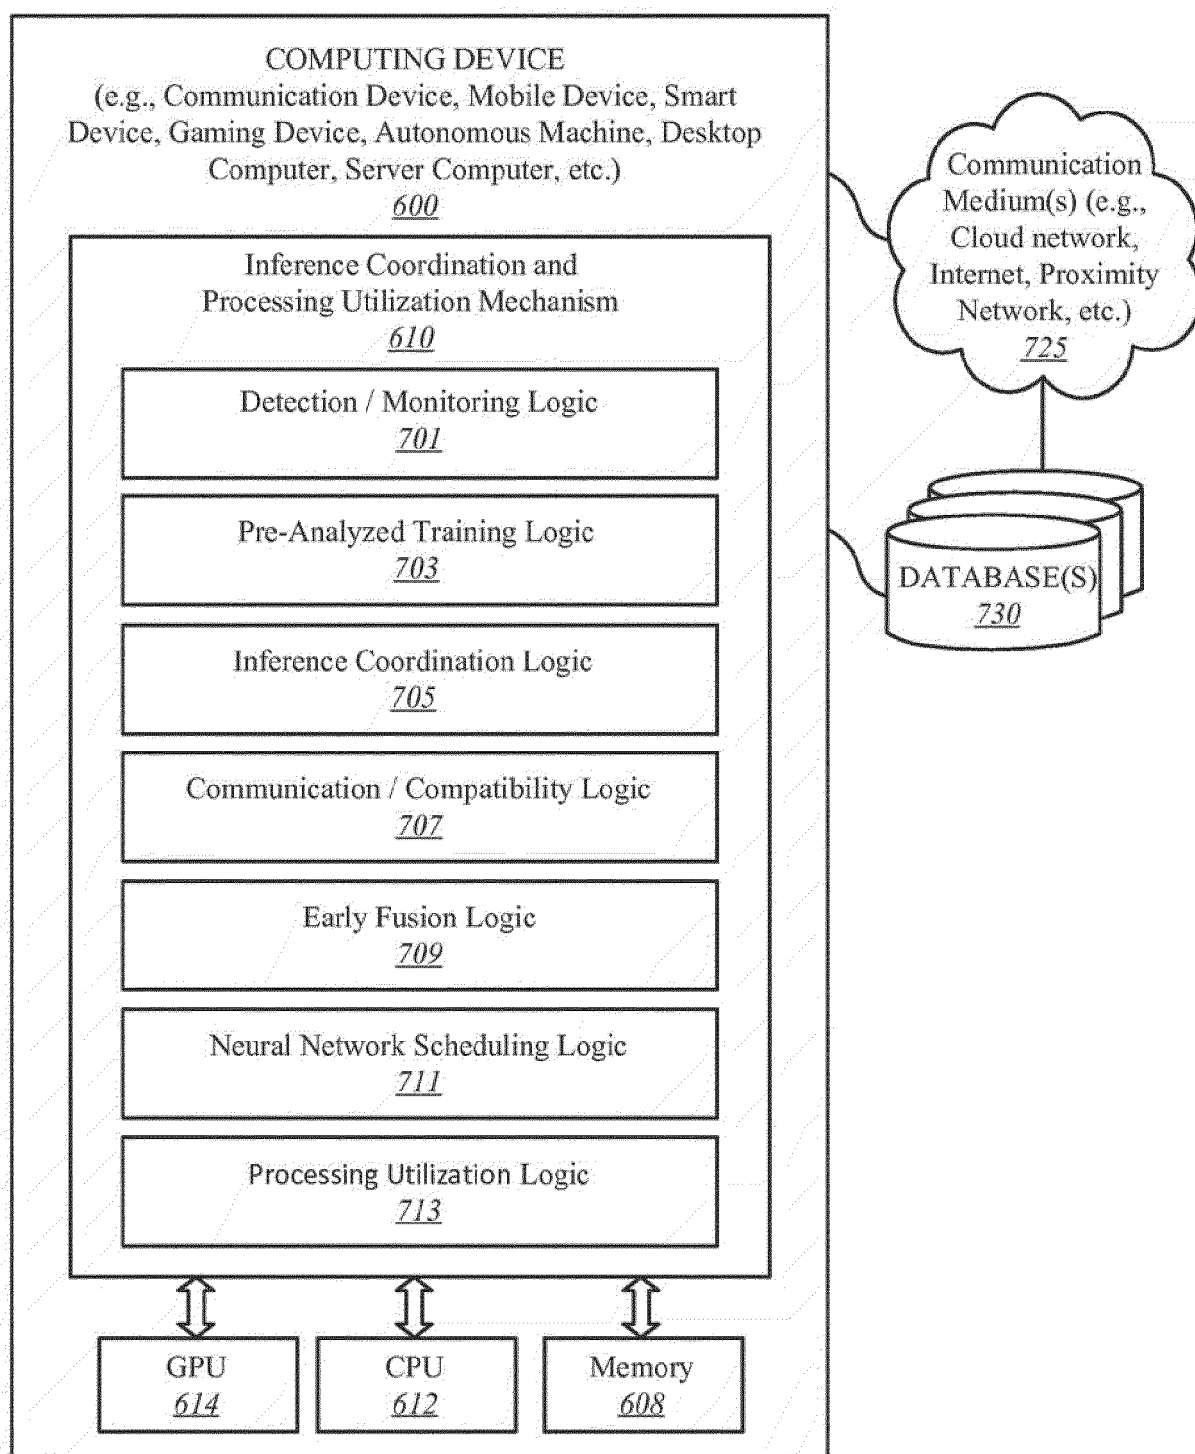 COMPUTING DEVICE
(e.g., Communication Device, Mobile Device, Smart
Device, Gaming Device, Autonomous Machine, Desktop
Computer, Server Computer, etc.)
600
Inference Coordination and
Processing Utilization Mechanism
610
Detection / Monitoring Logic
701
Pre-Analyzed Training Logic
703
Inference Coordination Logic
705
Communication / Compatibility Logic
707
Early Fusion Logic
709
Neural Network Scheduling Logic
711
Processing Utilization Logic
713
GPU
614
CPU
612
Memory
608
Communication
Medium(s) (e.g.,
Cloud network,
Internet, Proximity
Network, etc.)
725
DATABASE(S)
730